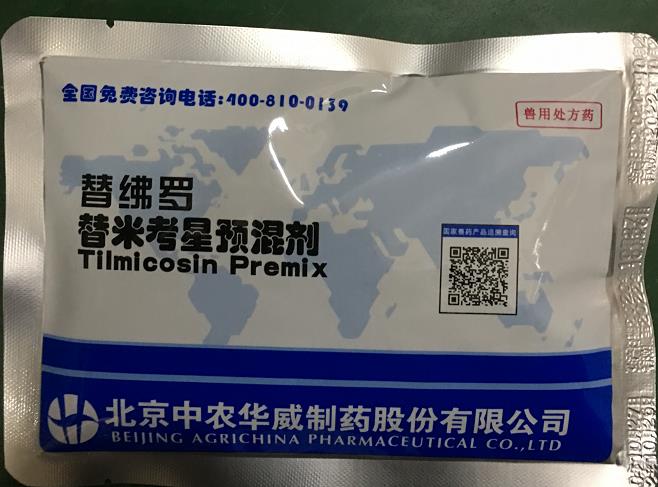 全国免费咨询电话:400-810-0139
兽用处方药
替绋罗
替米考星预混剂
Tilmicosin Premix
国家兽药产品追溯查询
北京中农华威制药股份有限公司
BEIJING AGRICHINA PHARMACEUTICAL CO.,LTD